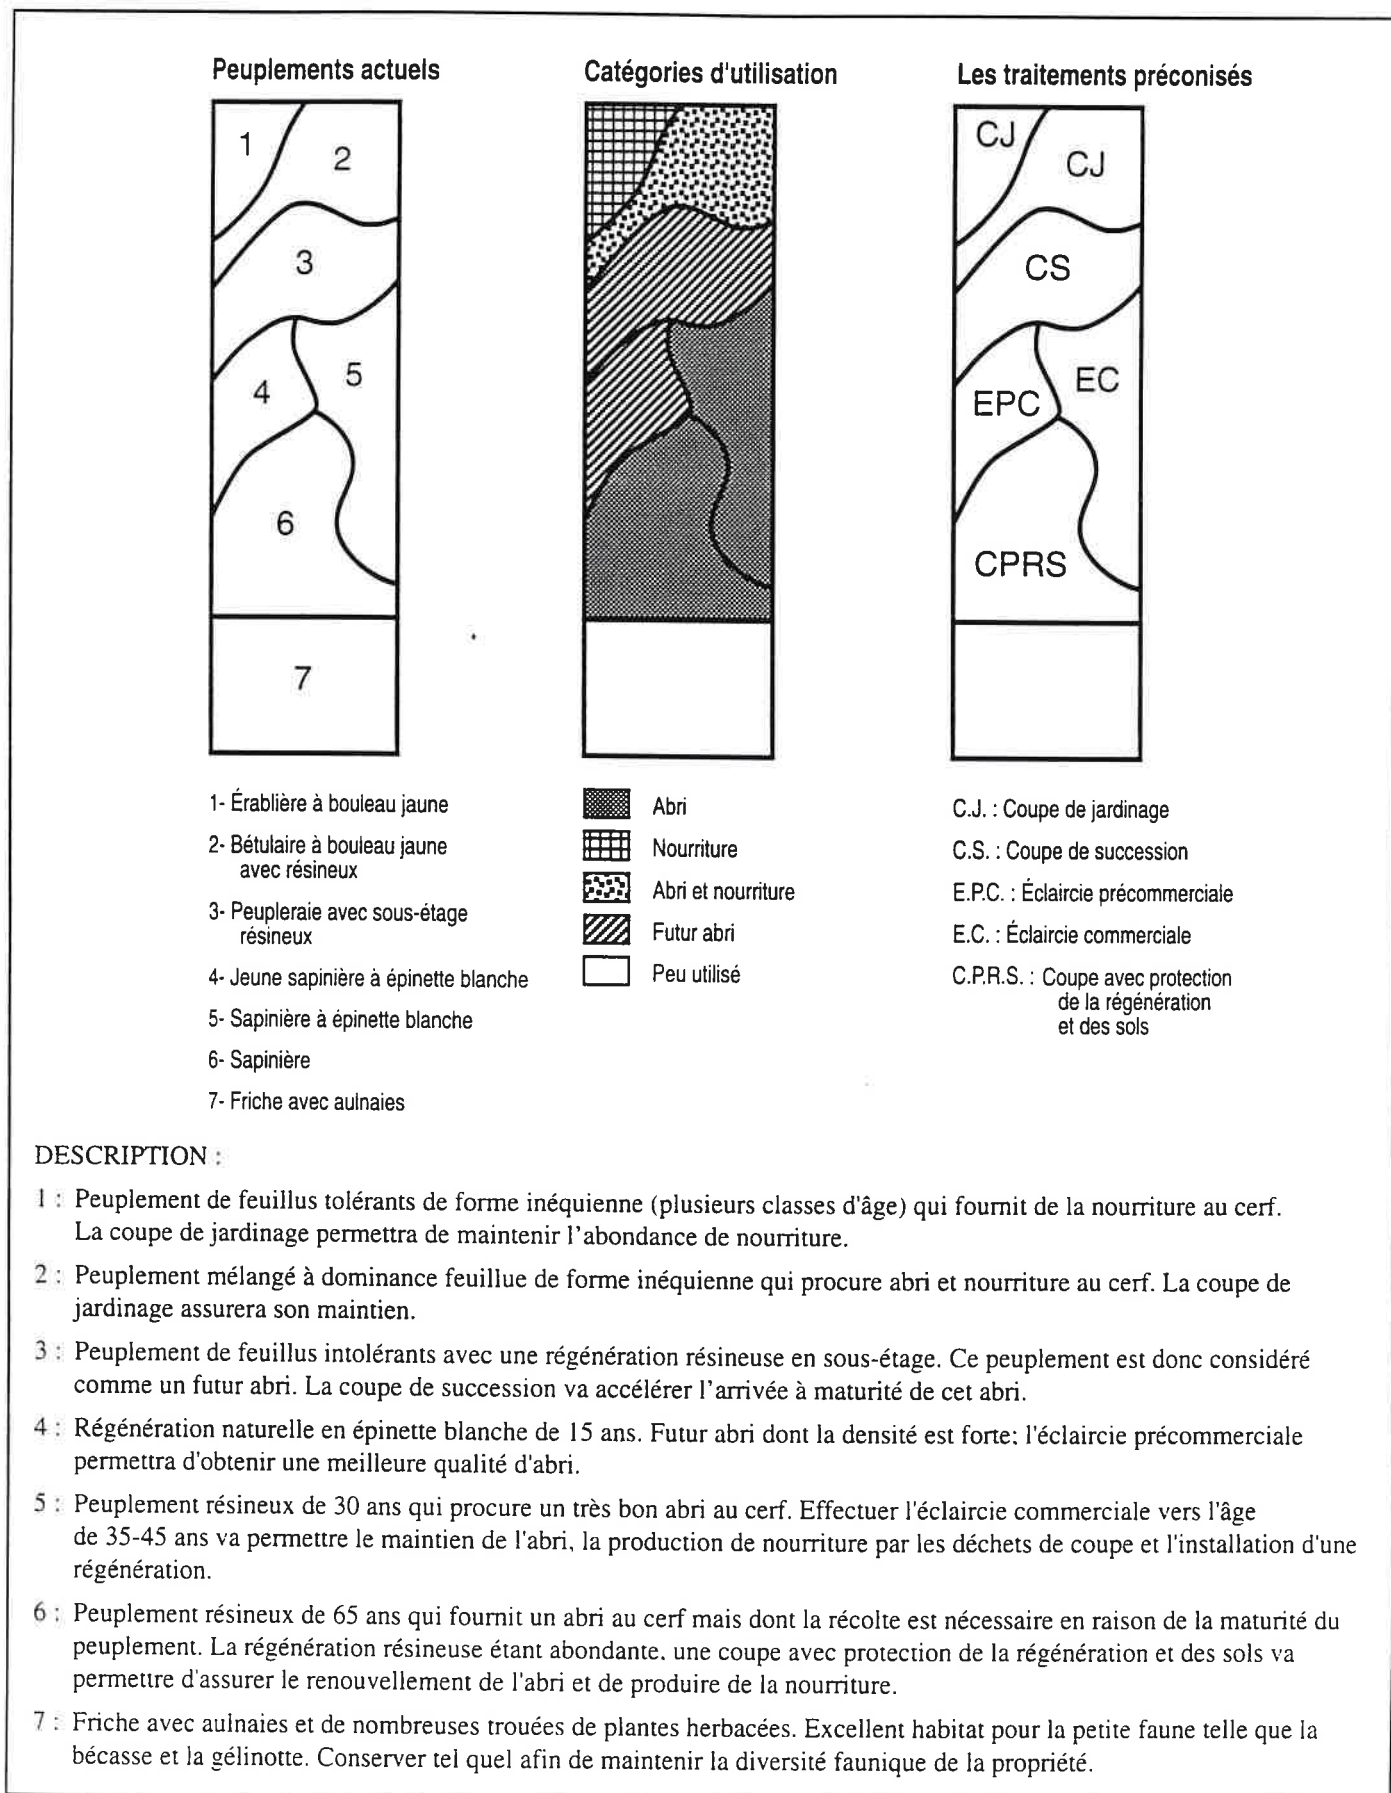 Peuplements actuels
1
2
3
4
5
6
7
1- Érablière à bouleau jaune
2- Bétulaire à bouleau jaune
avec résineux
3- Peupleraie avec sous-étage
résineux
4- Jeune sapinière à épinette blanche
5- Sapinière à épinette blanche
6- Sapinière
7- Friche avec aulnaies
Catégories d'utilisation
Abri
Nourriture
Abri et nourriture
Futur abri
Peu utilisé
Les traitements préconisés
CJ
CJ
CS
EPC
EC
CPRS
C.J. : Coupe de jardinage
C.S. : Coupe de succession
E.P.C. : Éclaircie précommerciale
E.C. : Éclaircie commerciale
C.P.R.S. : Coupe avec protection
de la régénération
et des sols
DESCRIPTION :
1 : Peuplement de feuillus tolérants de forme inéquienne (plusieurs classes d'âge) qui fournit de la nourriture au cerf.
La coupe de jardinage permettra de maintenir l'abondance de nourriture.
2 : Peuplement mélangé à dominance feuillue de forme inéquienne qui procure abri et nourriture au cerf. La coupe de
jardinage assurera son maintien.
3 : Peuplement de feuillus intolérants avec une régénération résineuse en sous-étage. Ce peuplement est donc considéré
comme un futur abri. La coupe de succession va accélérer l'arrivée à maturité de cet abri.
4 : Régénération naturelle en épinette blanche de 15 ans. Futur abri dont la densité est forte; l'éclaircie précommerciale
permettra d'obtenir une meilleure qualité d'abri.
5 : Peuplement résineux de 30 ans qui procure un très bon abri au cerf. Effectuer l'éclaircie commerciale vers l'âge
de 35-45 ans va permettre le maintien de l'abri, la production de nourriture par les déchets de coupe et l'installation d'une
régénération.
6 : Peuplement résineux de 65 ans qui fournit un abri au cerf mais dont la récolte est nécessaire en raison de la maturité du
peuplement. La régénération résineuse étant abondante, une coupe avec protection de la régénération et des sols va
permettre d'assurer le renouvellement de l'abri et de produire de la nourriture.
7 : Friche avec aulnaies et de nombreuses trouées de plantes herbacées. Excellent habitat pour la petite faune telle que la
bécasse et la gélinotte. Conserver tel quel afin de maintenir la diversité faunique de la propriété.